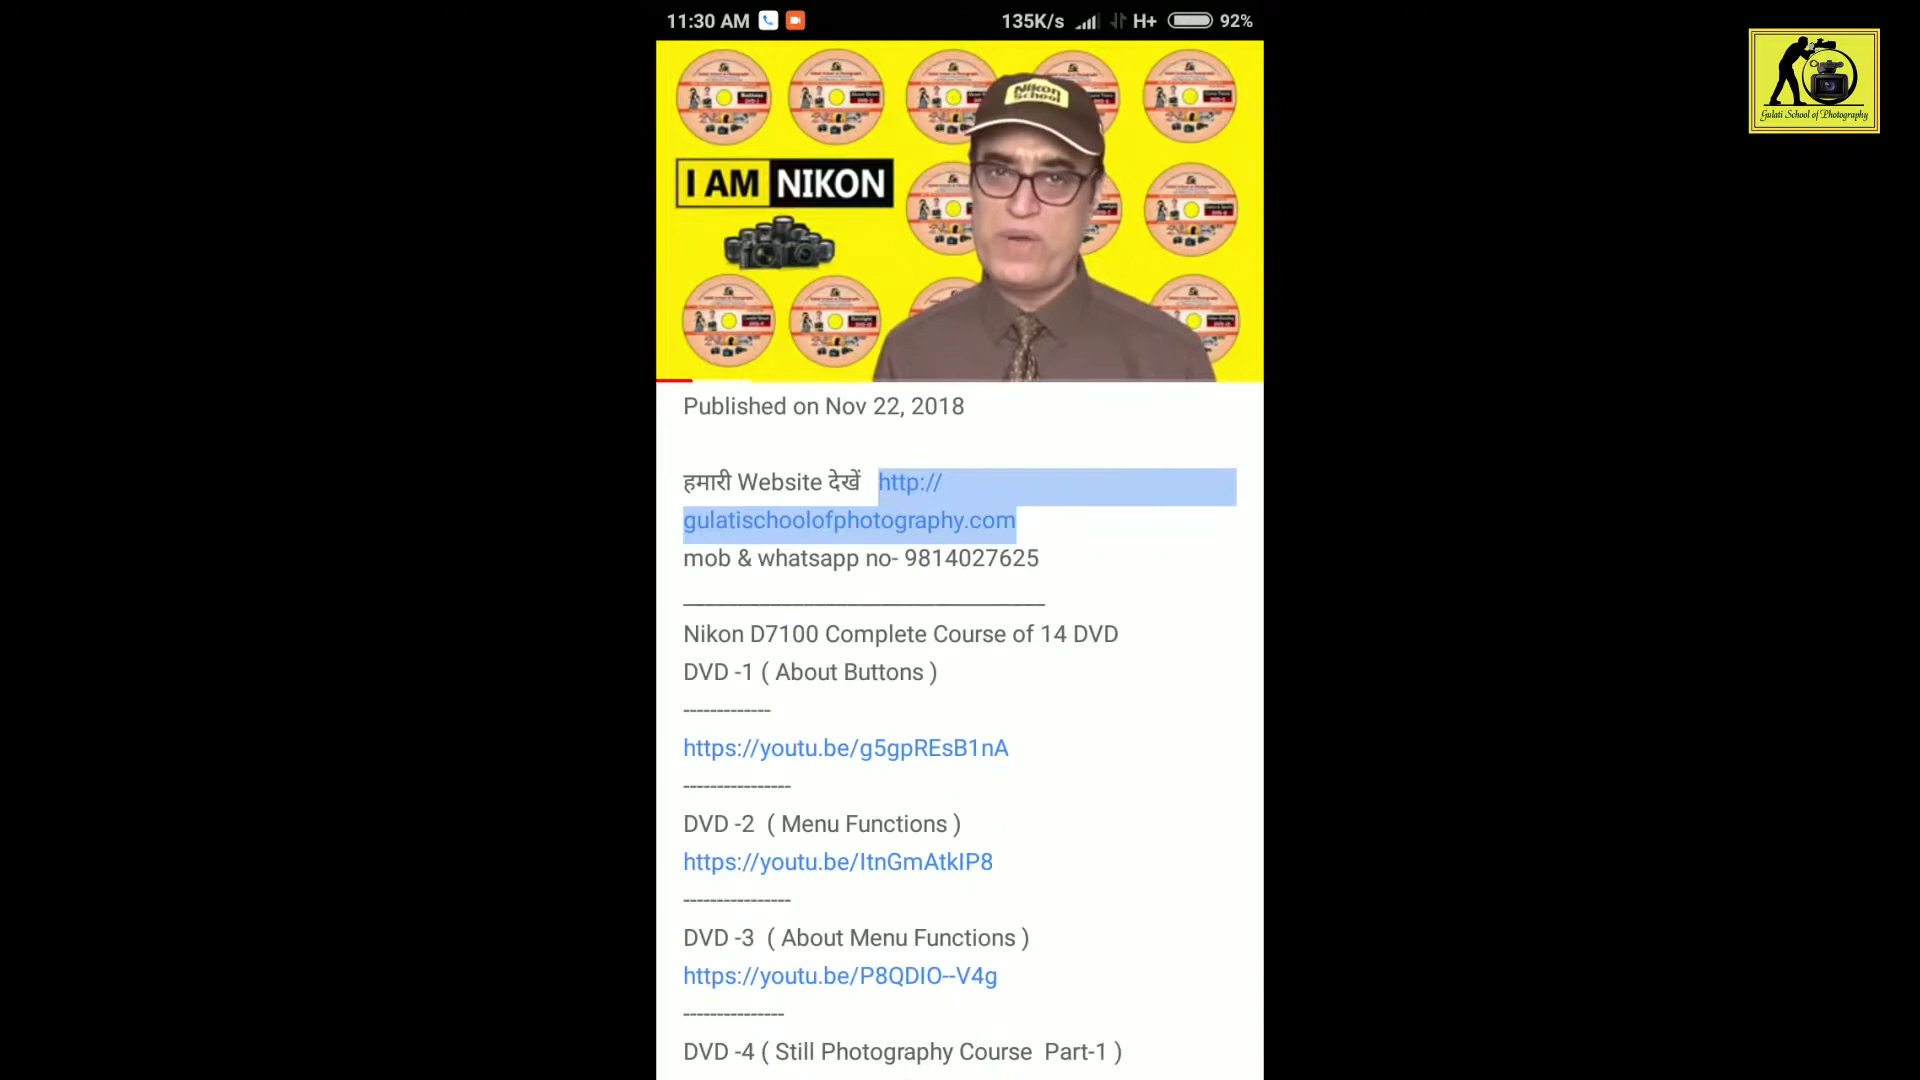 11:30 AM
135K/s H+ 92%
Gulati School of Photography
Nikon
School
I AM NIKON
Published on Nov 22, 2018
हमारी Website देखें http://
gulatischoolofphotography.com
mob & whatsapp no- 9814027625
________________________________
Nikon D7100 Complete Course of 14 DVD
DVD -1 ( About Buttons )
-------------
https://youtu.be/g5gpREsB1nA
----------------
DVD -2 ( Menu Functions )
https://youtu.be/ItnGmAtkIP8
----------------
DVD -3 ( About Menu Functions )
https://youtu.be/P8QDIO--V4g
---------------
DVD -4 ( Still Photography Course Part-1 )